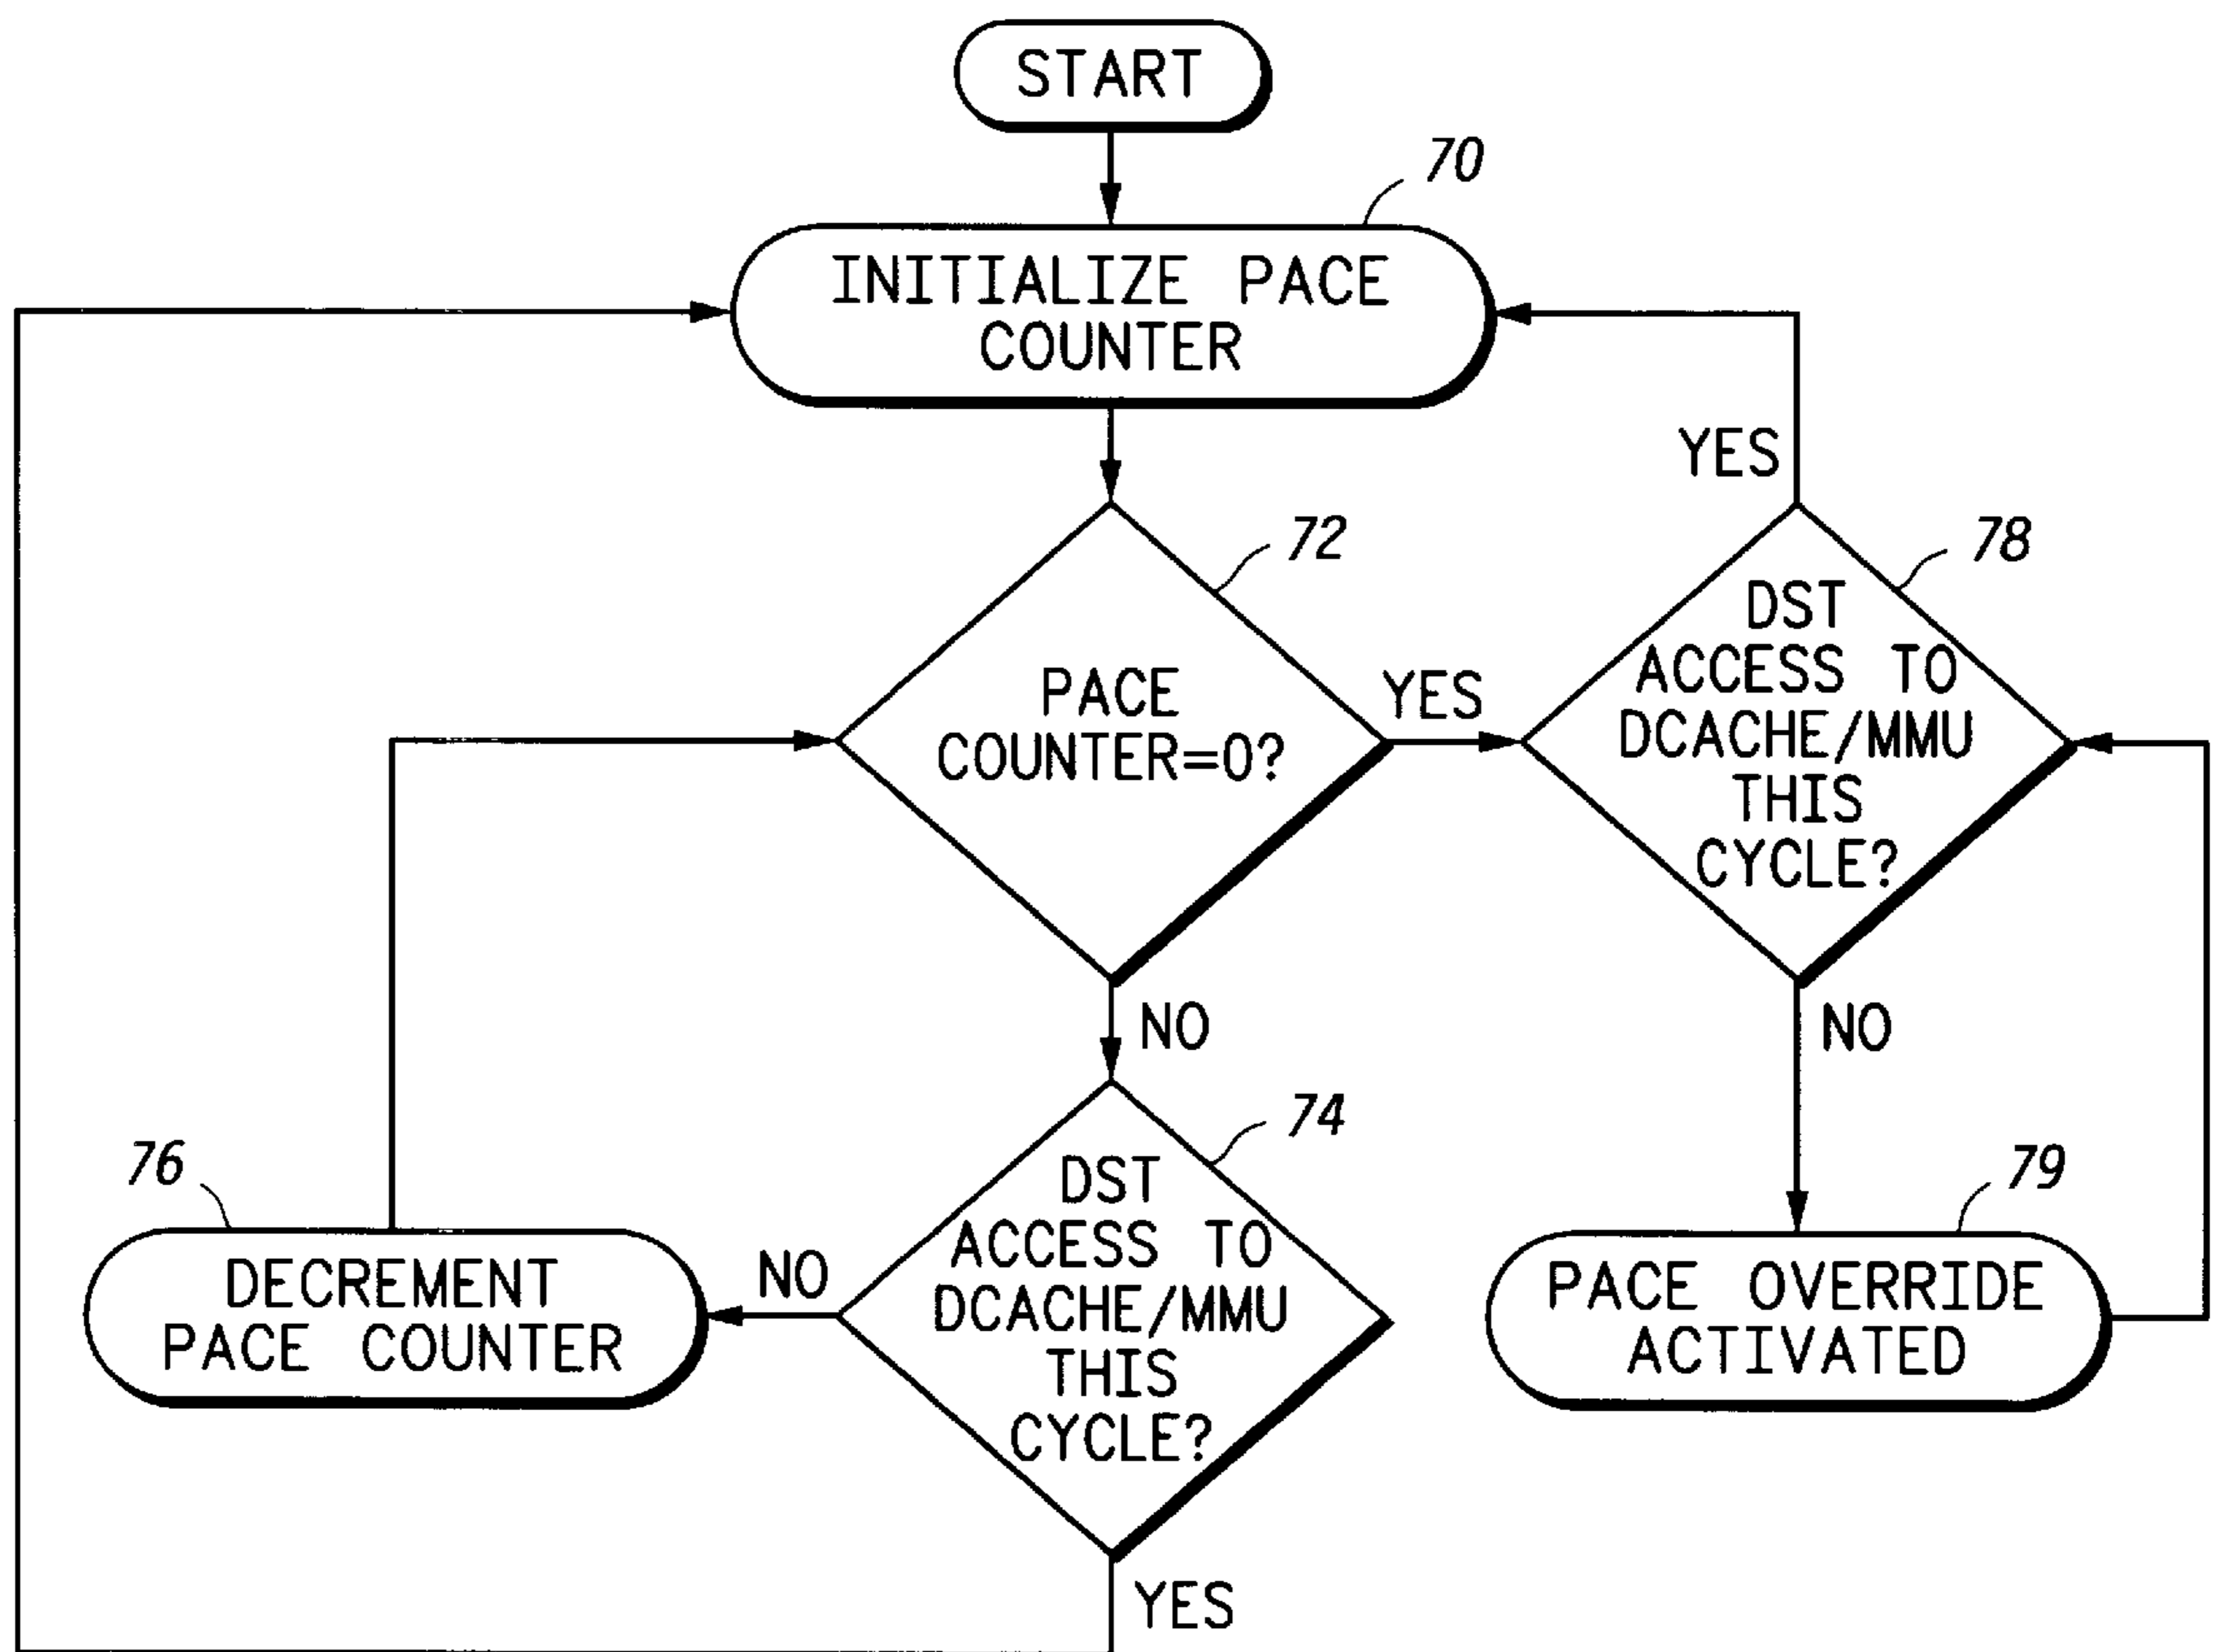 START
70
INITIALIZE PACE
COUNTER
YES
72
78
PACE
COUNTER=0?
YES
DST
ACCESS TO
DCACHE/MMU
THIS
CYCLE?
NO
NO
74
76
79
DST
ACCESS TO
DCACHE/MMU
THIS
CYCLE?
NO
DECREMENT
PACE COUNTER
PACE OVERRIDE
ACTIVATED
YES